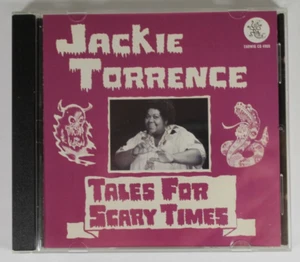 JACKIE
TORRENCE
TALES FOR
SCARY TIMES